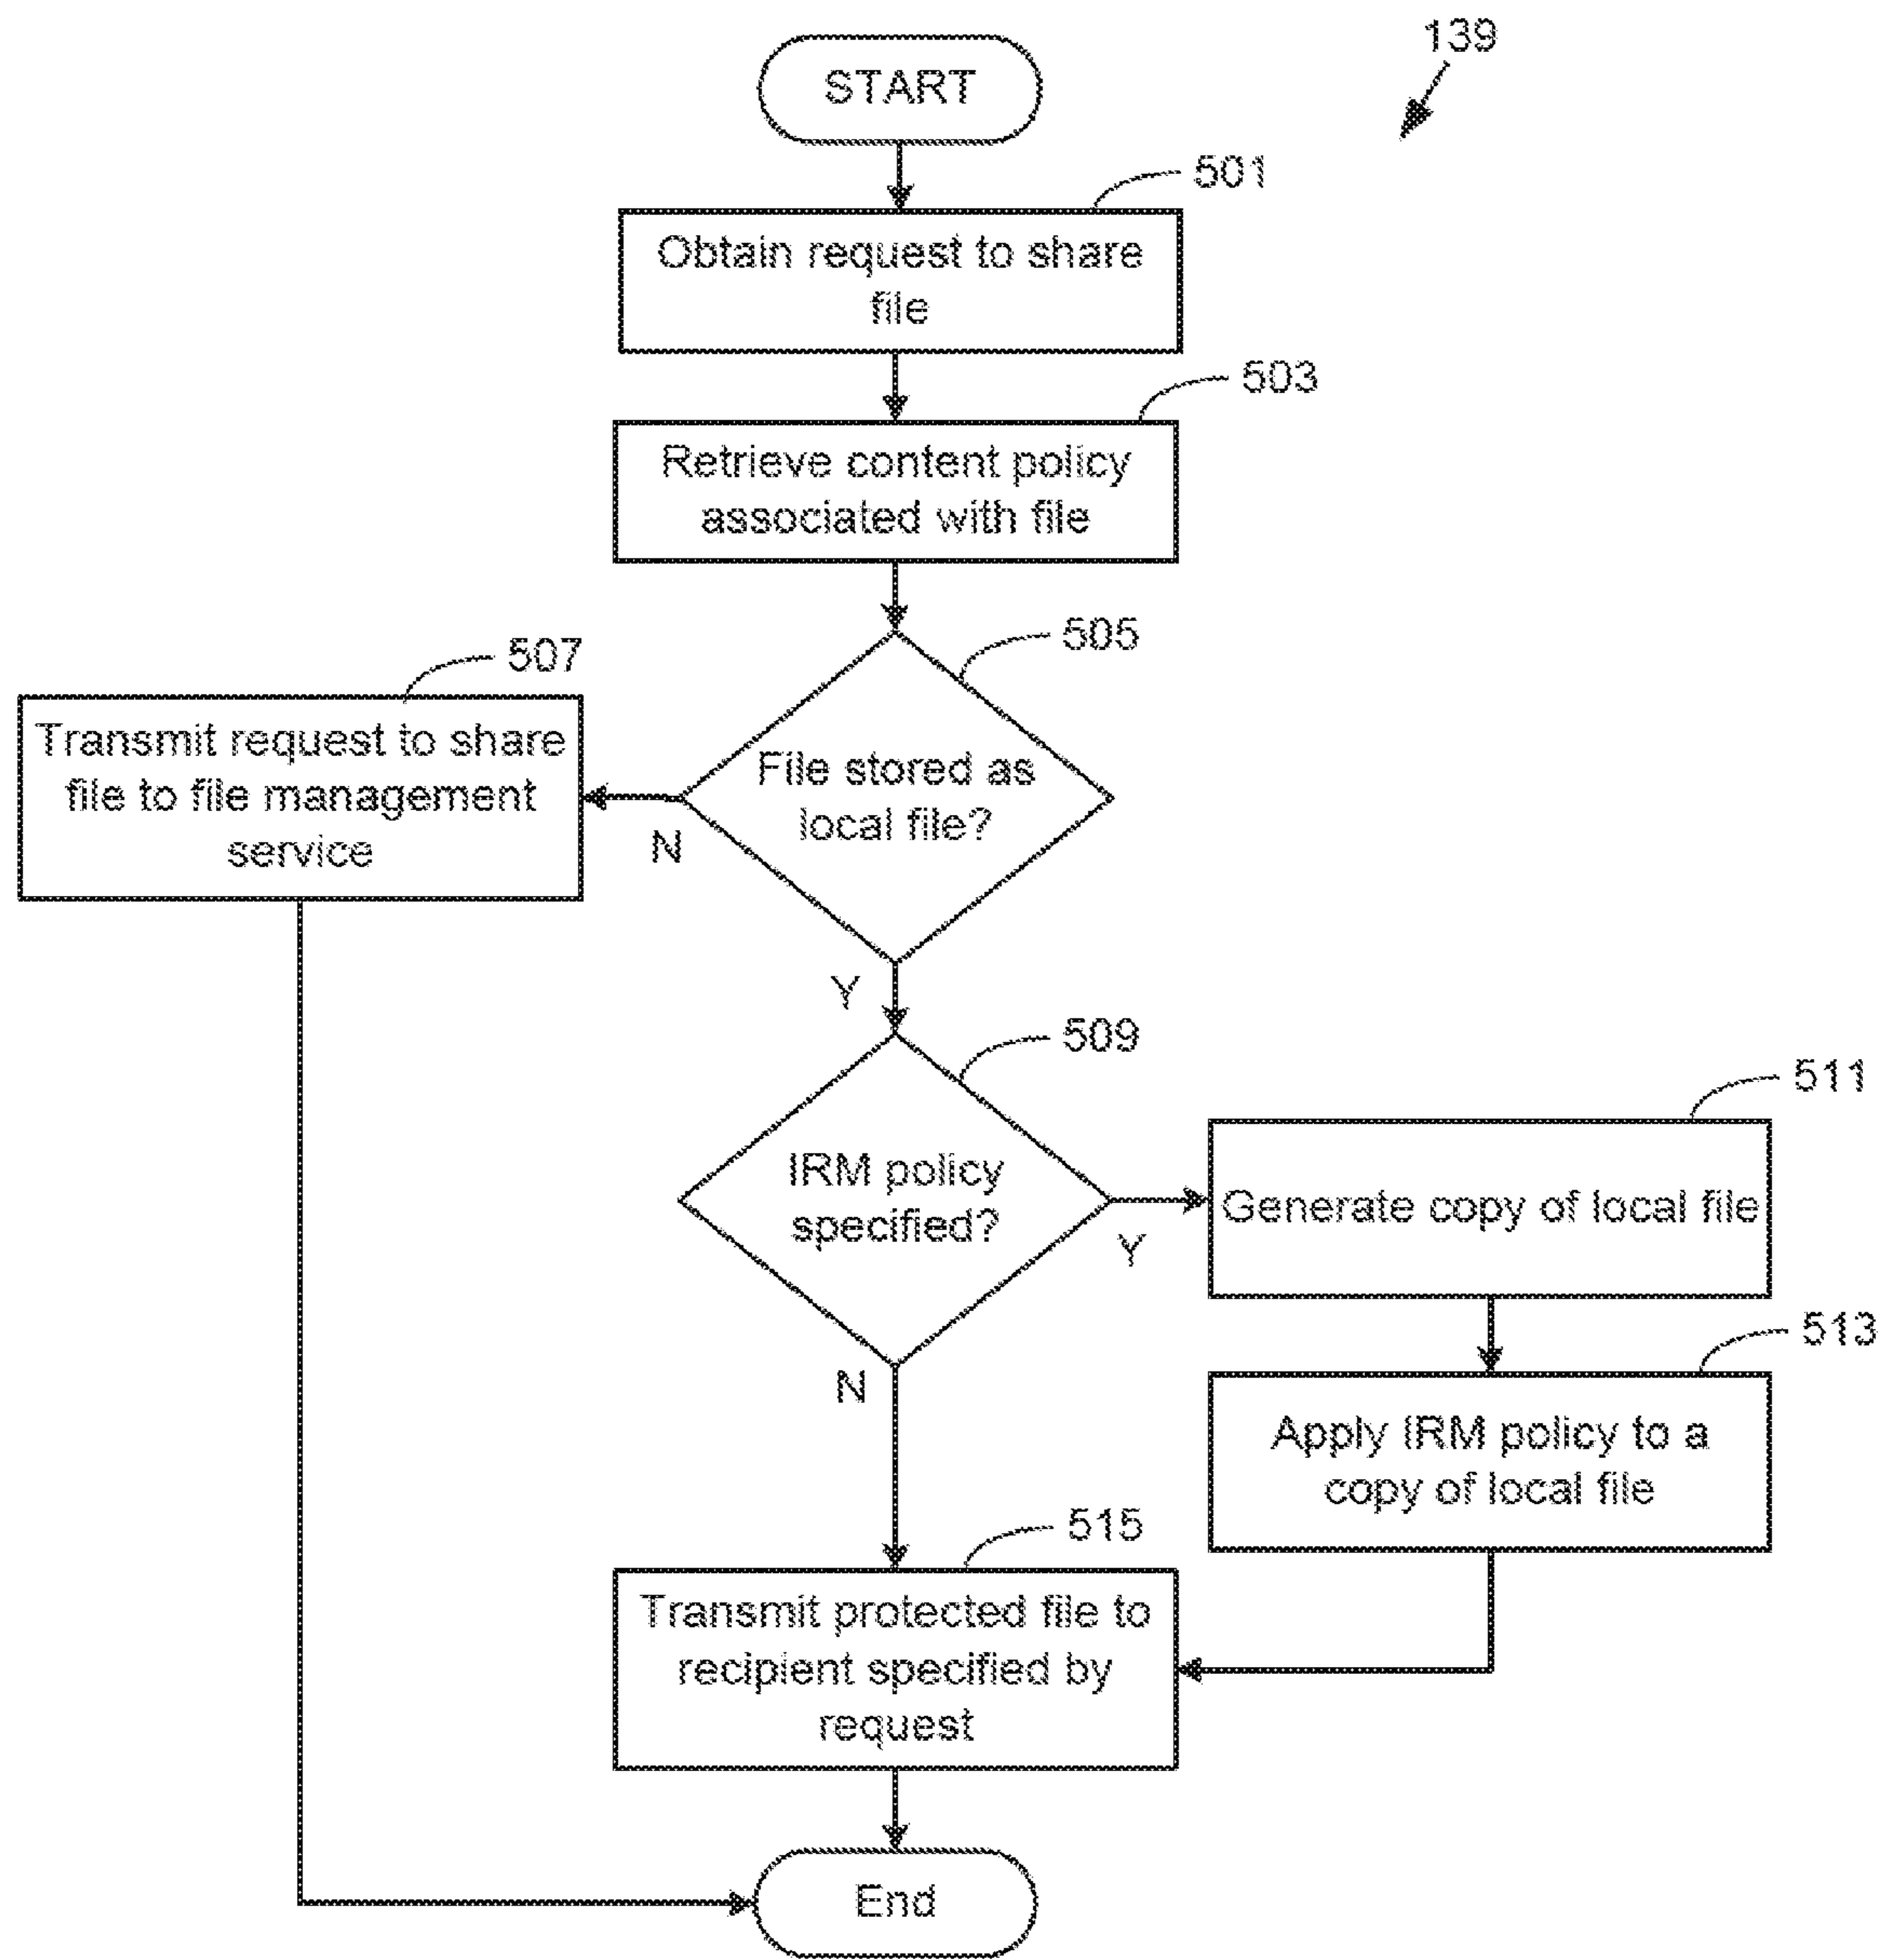 START
139
501
Obtain request to share
file
503
Retrieve content policy
associated with file
505
File stored as
local file?
507
Transmit request to share
file to file management
service
N
Y
509
IRM policy
specified?
Y
N
511
Generate copy of local file
513
Apply IRM policy to a
copy of local file
515
Transmit protected file to
recipient specified by
request
End